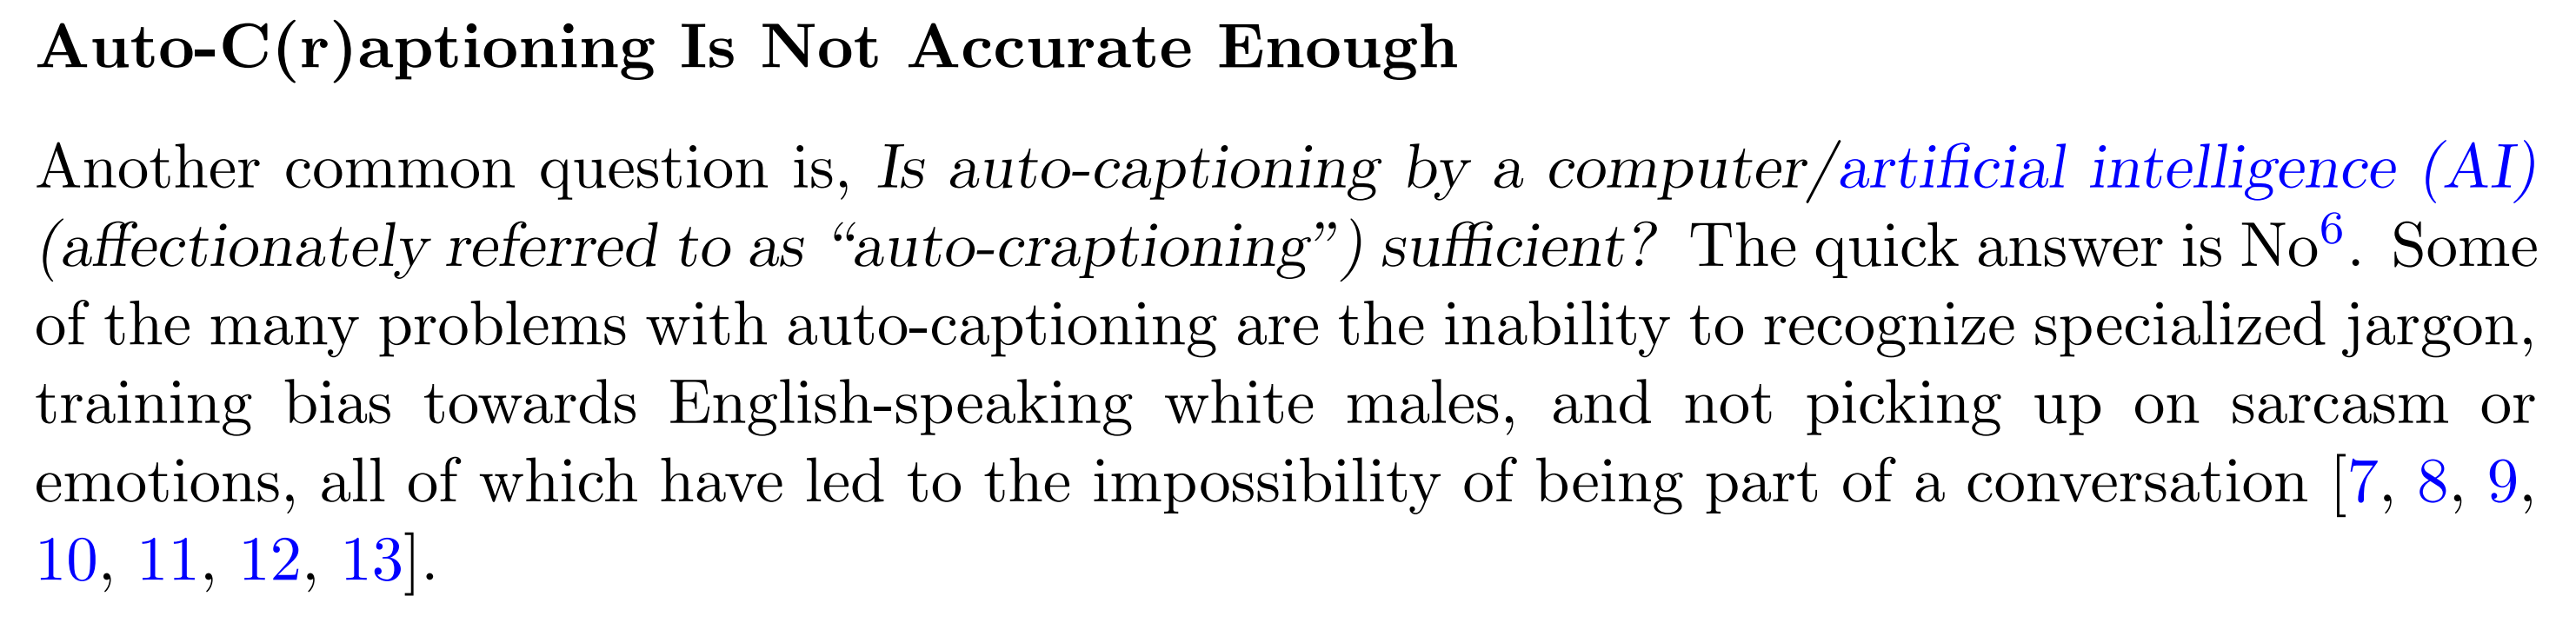 Auto-C(r)aptioning Is Not Accurate Enough
Another common question is, Is auto-captioning by a computer/artificial intelligence (AI)
(affectionately referred to as “auto-craptioning”) sufficient? The quick answer is No6. Some
of the many problems with auto-captioning are the inability to recognize specialized jargon,
training bias towards English-speaking white males, and not picking up on sarcasm or
emotions, all of which have led to the impossibility of being part of a conversation [7, 8, 9,
10, 11, 12, 13].